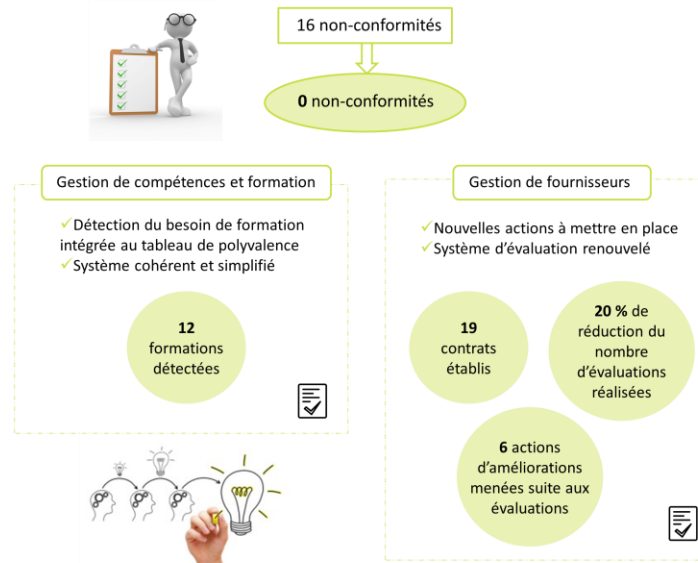 16 non-conformités
0 non-conformités
Gestion de compétences et formation
Détection du besoin de formation
intégrée au tableau de polyvalence
Système cohérent et simplifié
12
formations
détectées
Gestion de fournisseurs
Nouvelles actions à mettre en place
Système d'évaluation renouvelé
19
contrats
établis
20 % de
réduction du
nombre
d'évaluations
réalisées
6 actions
d'améliorations
menées suite aux
évaluations